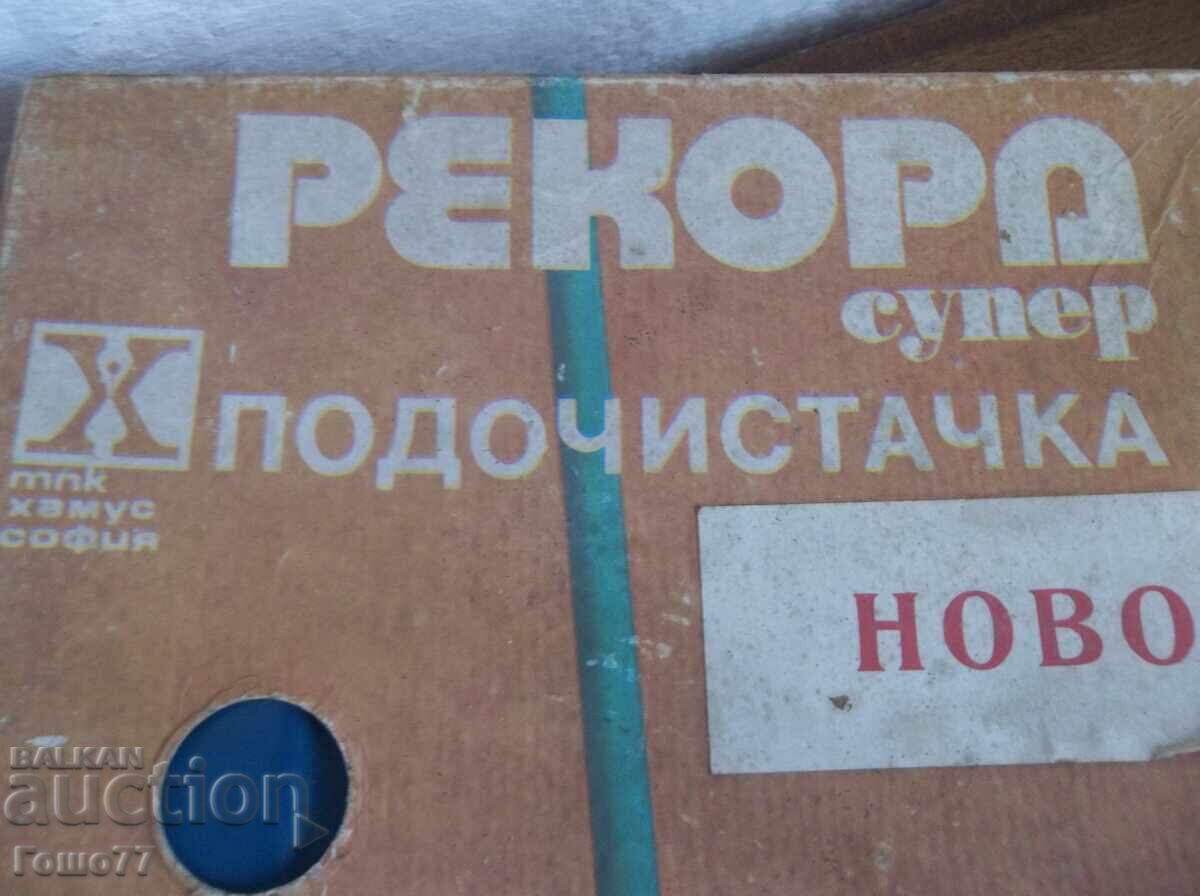 РЕКОРД
супер
Х
ПОДОЧИСТАЧКА
тпк
хамус
софия
НОВО
BALKAN
auction
Гошо77